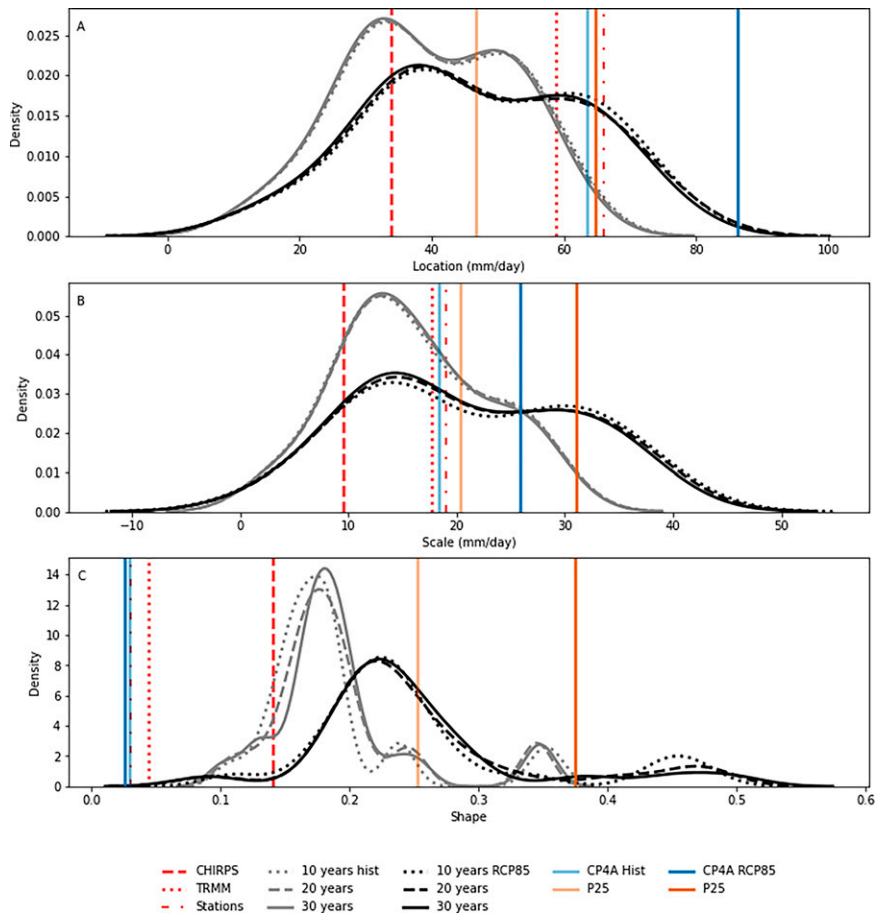 A
0.025
0.020
0.015
0.010
0.005
0.000
Density
0 20 40 60 80 100
Location (mm/day)
B
0.05
0.04
0.03
0.02
0.01
0.00
Density
−10 0 10 20 30 40 50
Scale (mm/day)
C
14
12
10
8
6
4
2
0
Density
0.0 0.1 0.2 0.3 0.4 0.5 0.6
Shape
CHIRPS 10 years hist 10 years RCP85 CP4A Hist CP4A RCP85
TRMM 20 years 20 years P25 P25
Stations 30 years 30 years